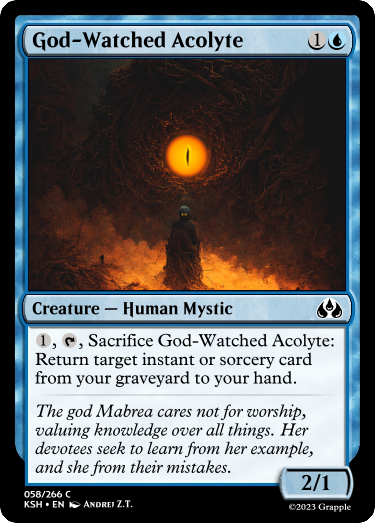 God-Watched Acolyte 1
Creature — Human Mystic
1, , Sacrifice God-Watched Acolyte:
Return target instant or sorcery card
from your graveyard to your hand.
The god Mabrea cares not for worship,
valuing knowledge over all things. Her
devotees seek to learn from her example,
and she from their mistakes.
2/1
058/266 C
KSH • EN Andrej Z.T.
©2023 Grapple